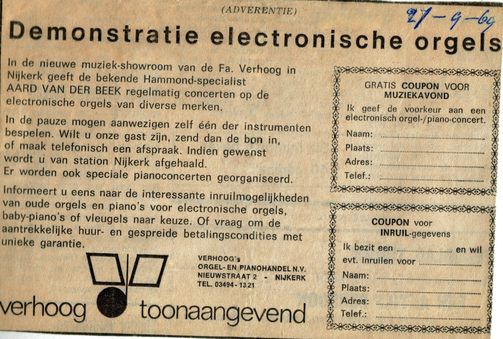 (ADVERTENTIE)
27-9-69
Demonstratie electronische orgels
In de nieuwe muziek-showroom van de Fa. Verhoog in
Nijkerk geeft de bekende Hammond-specialist
AARD VAN DER BEEK regelmatig concerten op de
electronische orgels van diverse merken.
In de pauze mogen aanwezigen zelf één der instrumenten
bespelen. Wilt u onze gast zijn, zend dan de bon in,
of maak telefonisch een afspraak. Indien gewenst
wordt u van station Nijkerk afgehaald.
Er worden ook speciale pianoconcerten georganiseerd.
Informeert u eens naar de interessante inruilmogelijkheden
van oude orgels en piano's voor electronische orgels,
baby-piano's of vleugels naar keuze. Of vraag om de
aantrekkelijke huur- en gespreide betalingscondities met
unieke garantie.
VERHOOG's
ORGEL- EN PIANOHANDEL N.V.
NIEUWSTRAAT 2 - NIJKERK
TEL. 03494-1321
verhoog toonaangevend
GRATIS COUPON VOOR
MUZIEKAVOND
Ik geef de voorkeur aan een
electronisch orgel-/piano-concert.
Naam:
Plaats:
Adres:
Telef.:
COUPON voor
INRUIL-gegevens
Ik bezit een en wil
evt. inruilen voor
Naam:
Plaats:
Adres:
Telef.: